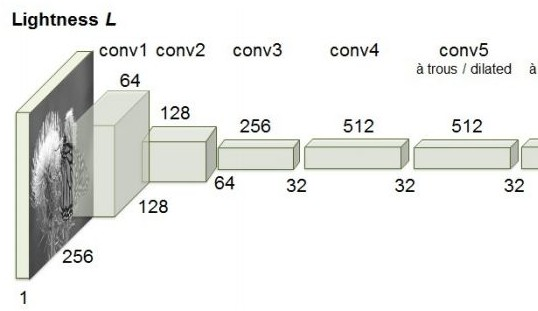 Lightness L
conv1 conv2 conv3 conv4 conv5
à trous / dilated à
64
128 256 512 512
64 32 32 32
128
256
1